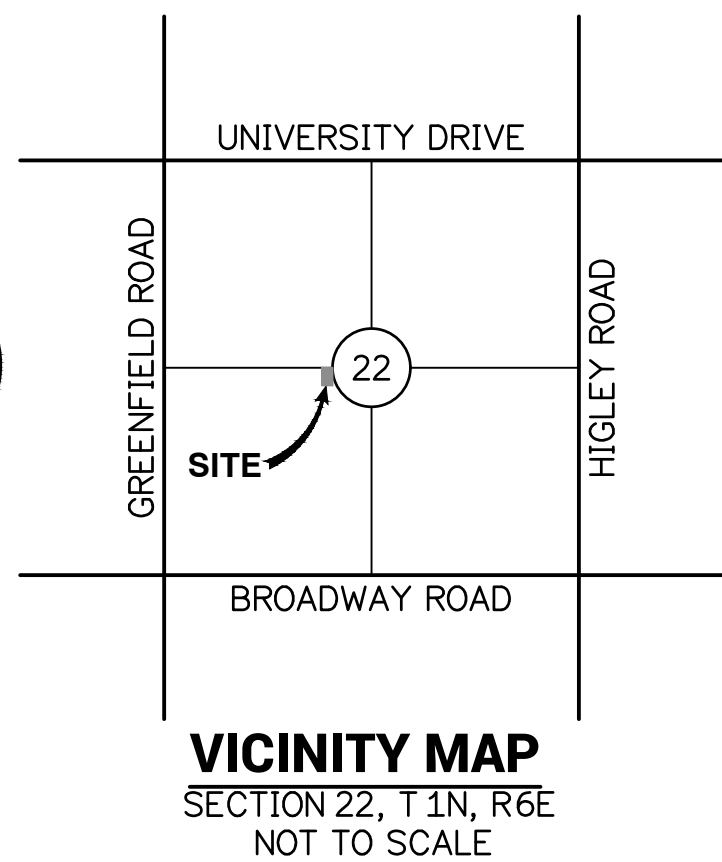 UNIVERSITY DRIVE
GREENFIELD ROAD
HIGLEY ROAD
22
SITE
BROADWAY ROAD
VICINITY MAP
SECTION 22, T 1N, R6E
NOT TO SCALE